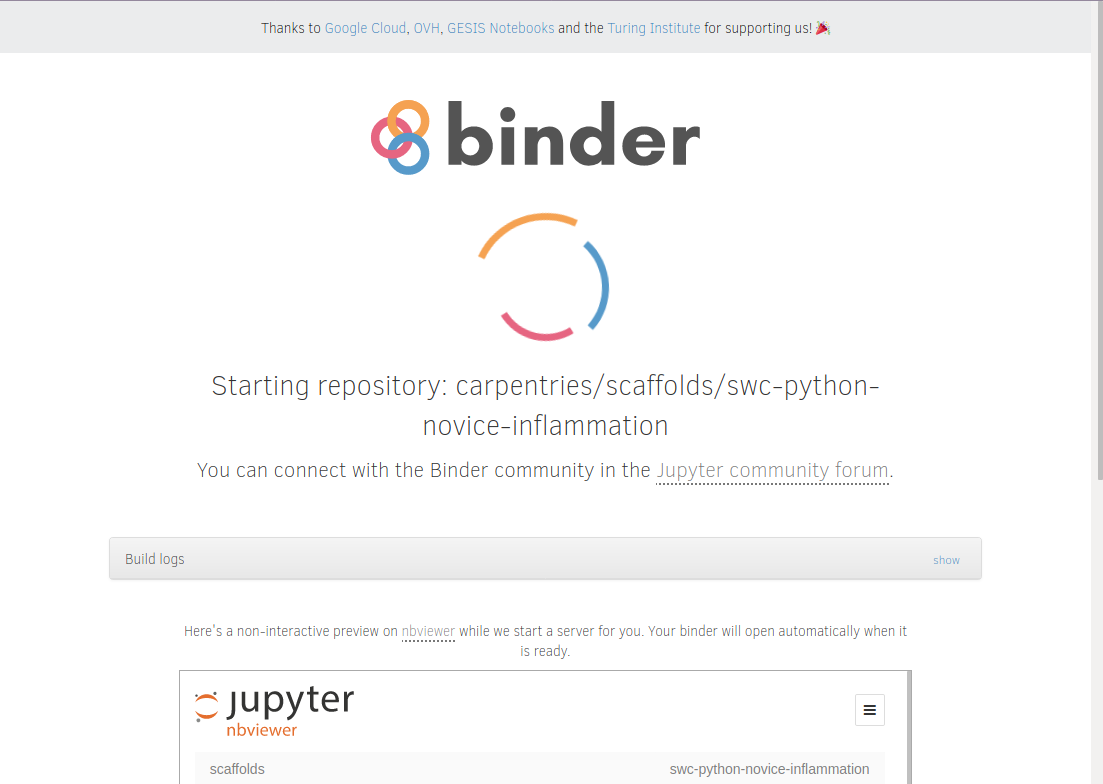 Thanks to Google Cloud, OVH, GESIS Notebooks and the Turing Institute for supporting us! 🎉
binder
Starting repository: carpentries/scaffolds/swc-python-
novice-inflammation
You can connect with the Binder community in the Jupyter community forum.
Build logs show
Here's a non-interactive preview on nbviewer while we start a server for you. Your binder will open automatically when it
is ready.
jupyter
nbviewer
scaffolds swc-python-novice-inflammation